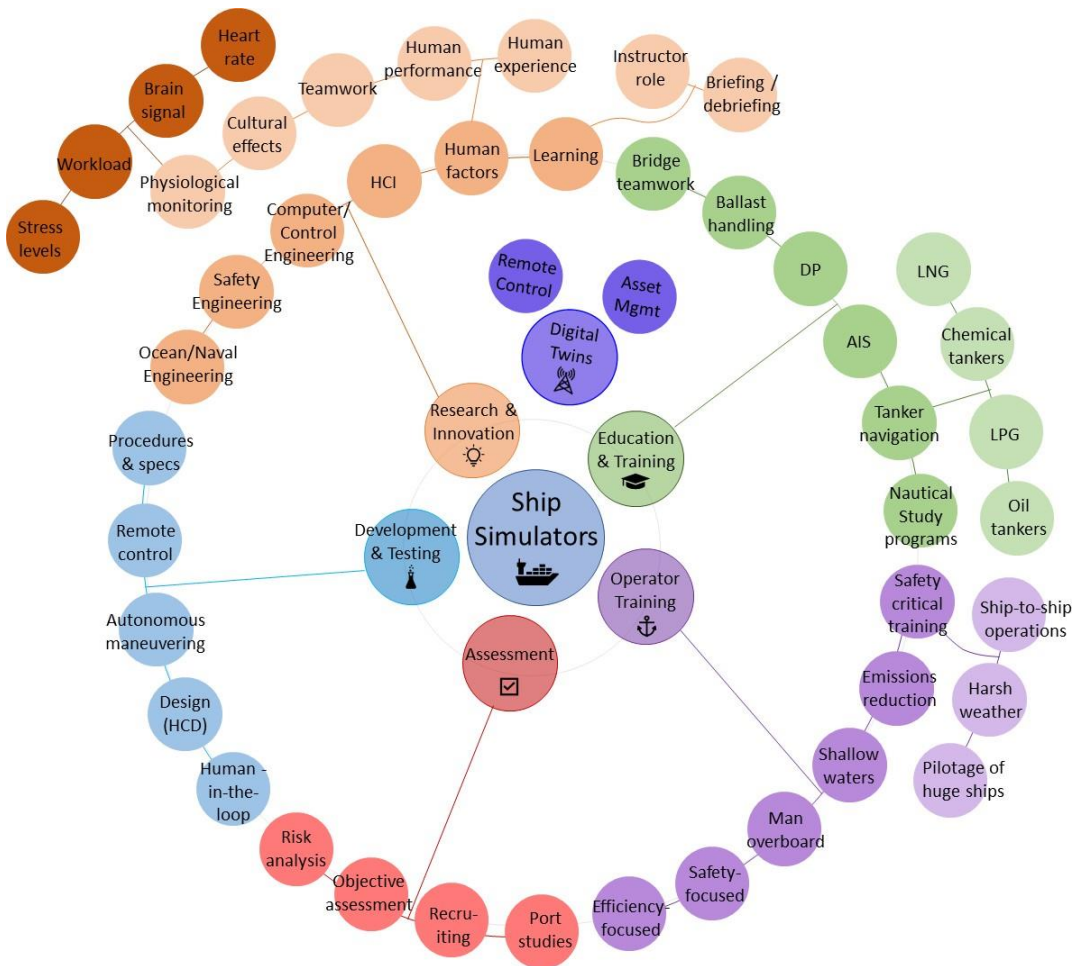 Heart
rate
Brain
signal
Workload
Stress
levels
Physiological
monitoring
Cultural
effects
Teamwork
Human
performance
Human
experience
Instructor
role
Briefing /
debriefing
Ocean/Naval
Engineering
Safety
Engineering
Computer/
Control
Engineering
HCI
Human
factors
Learning
Bridge
teamwork
Ballast
handling
DP
AIS
Tanker
navigation
Nautical
Study
programs
LNG
Chemical
tankers
LPG
Oil
tankers
Remote
Control
Asset
Mgmt
Digital
Twins
Research &
Innovation
Education
& Training
Ship
Simulators
Development
& Testing
Operator
Training
Assessment
Procedures
& specs
Remote
control
Autonomous
maneuvering
Design
(HCD)
Human -
in-the-
loop
Risk
analysis
Objective
assessment
Recru-
iting
Port
studies
Efficiency-
focused
Safety-
focused
Man
overboard
Shallow
waters
Emissions
reduction
Safety
critical
training
Ship-to-ship
operations
Harsh
weather
Pilotage of
huge ships